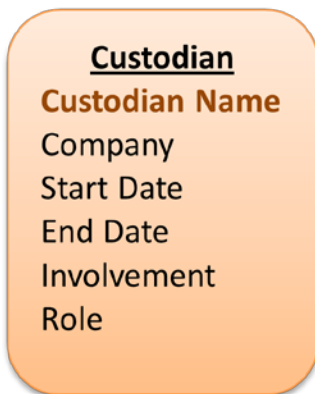 Custodian
Custodian Name
Company
Start Date
End Date
Involvement
Role